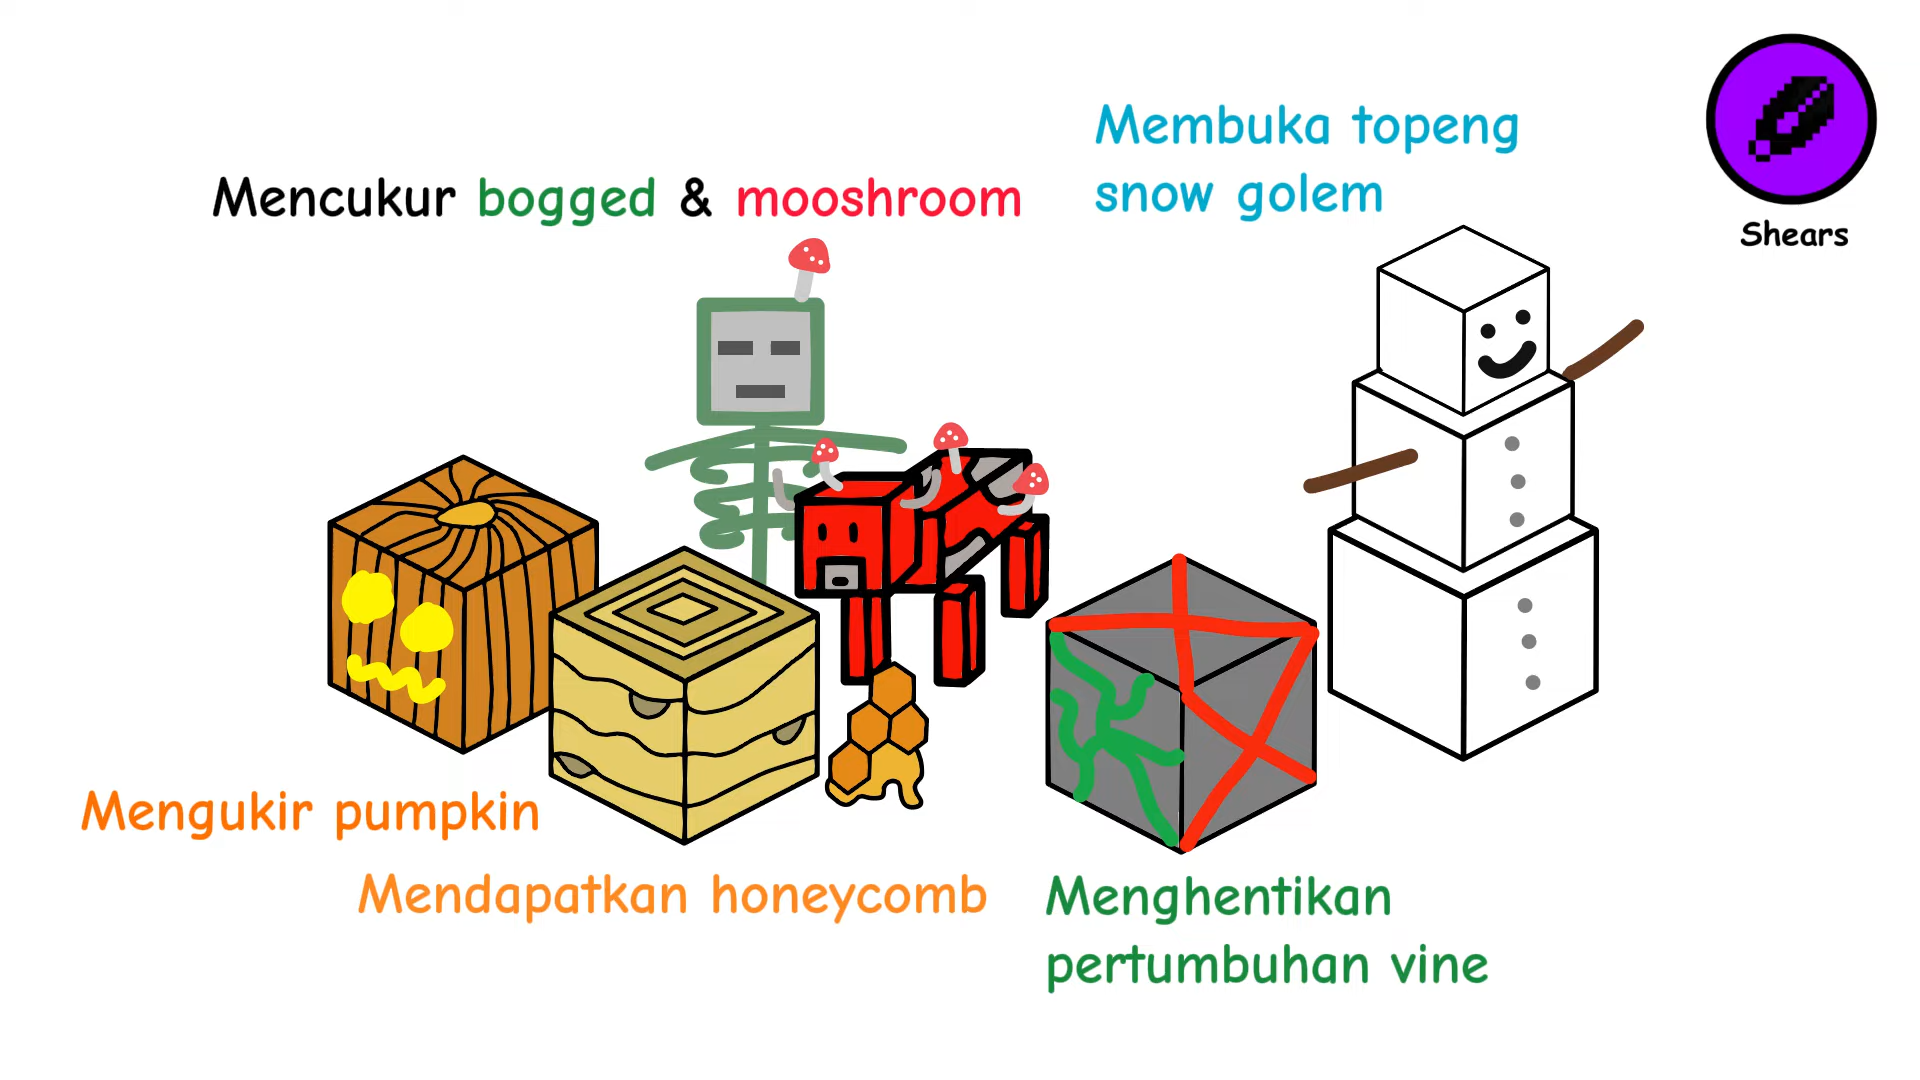 Membuka topeng
snow golem
Mencukur bogged & mooshroom
Shears
Mengukir pumpkin
Mendapatkan honeycomb
Menghentikan
pertumbuhan vine